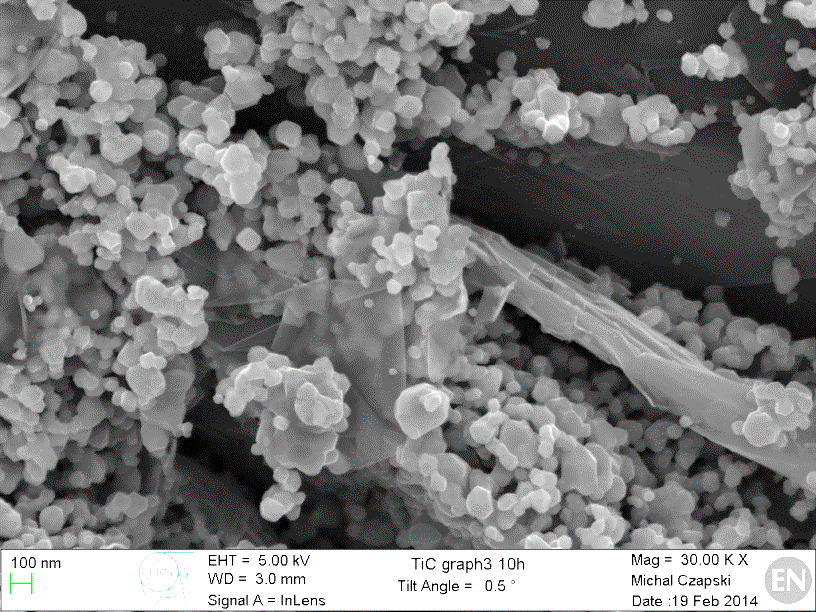 100 nm
EHT = 5.00 kV
WD = 3.0 mm
Signal A = InLens
TiC graph3 10h
Tilt Angle = 0.5 °
Mag = 30.00 K X
Michal Czapski
Date :19 Feb 2014
EN